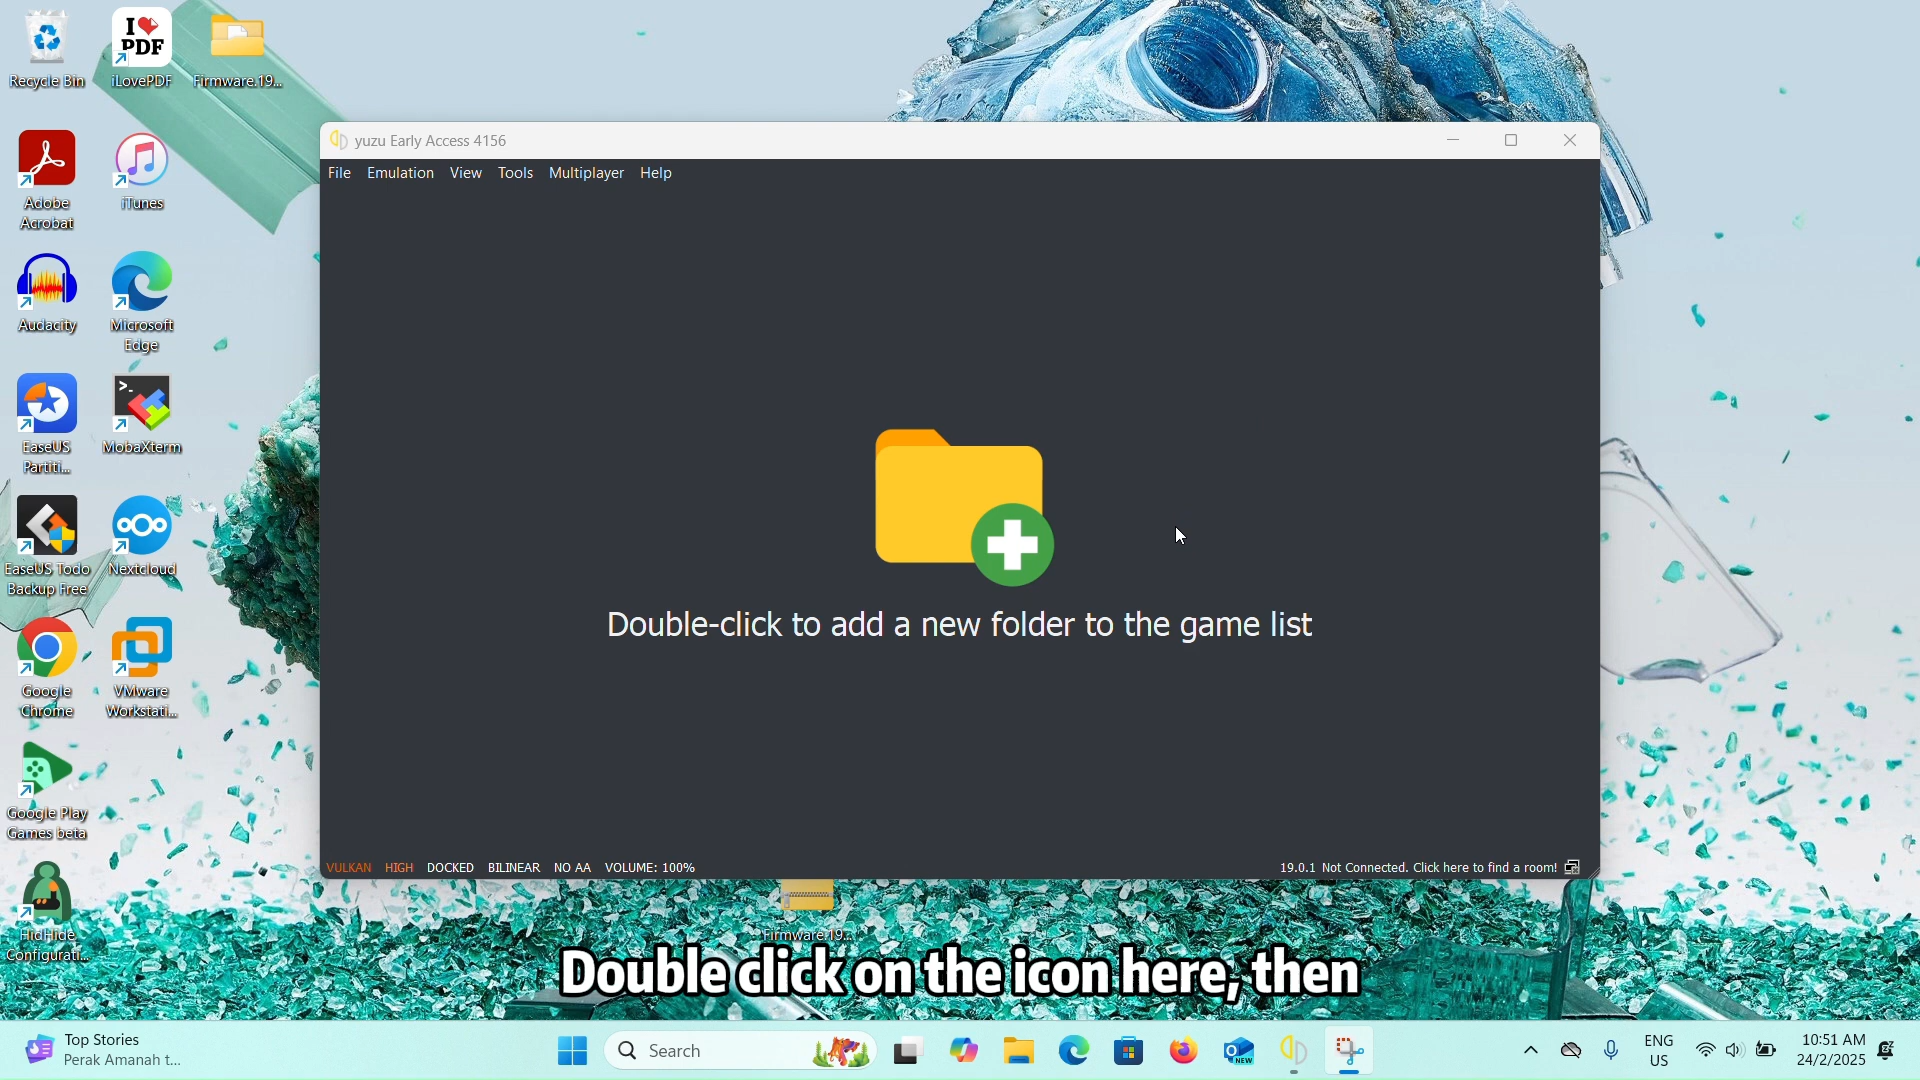 Recycle Bin
I
PDF
iLovePDF
Firmware.19...
Adobe
Acrobat
iTunes
Audacity
Microsoft
Edge
EaseUS
Partiti...
>_
MobaXterm
EaseUS Todo
Backup Free
Nextcloud
Google
Chrome
VMware
Workstati...
Google Play
Games beta
HidHide
Configurati...
yuzu Early Access 4156
File Emulation View Tools Multiplayer Help
Double-click to add a new folder to the game list
VULKAN HIGH DOCKED BILINEAR NO AA VOLUME: 100%
19.0.1 Not Connected. Click here to find a room!
Firmware.19...
Double click on the icon here, then
Top Stories
Perak Amanah t...
Search
NEW
ENG
US
10:51 AM
24/2/2025